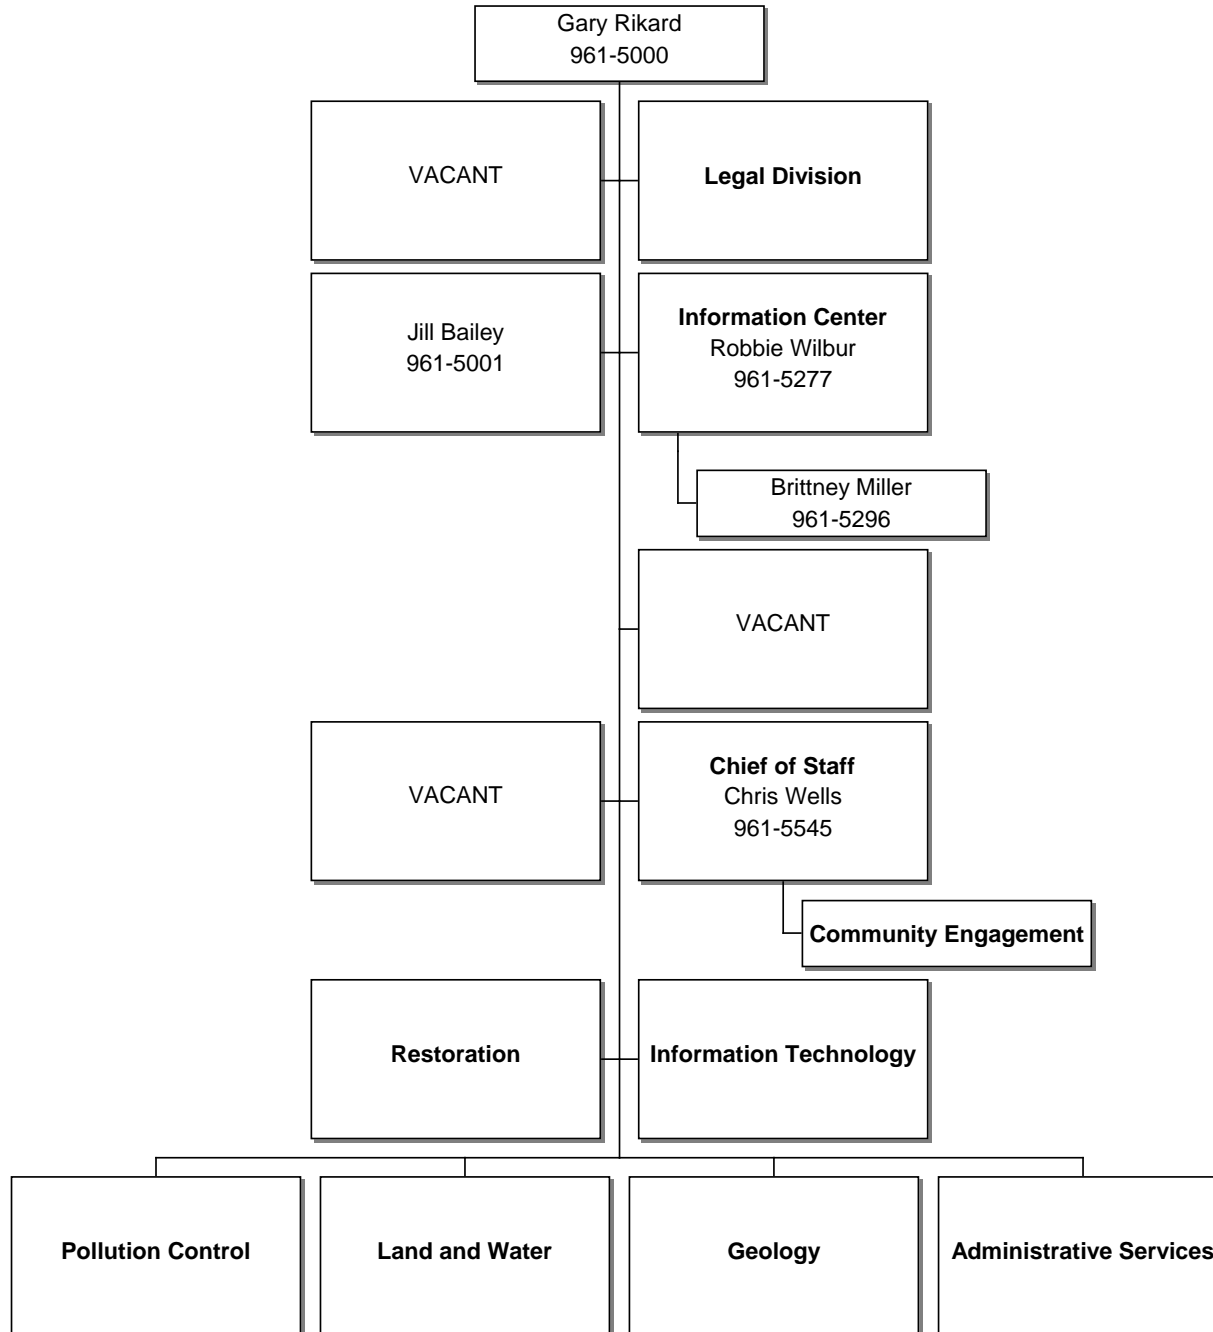 Gary Rikard
961-5000
VACANT
Legal Division
Jill Bailey
961-5001
Information Center
Robbie Wilbur
961-5277
Brittney Miller
961-5296
VACANT
VACANT
Chief of Staff
Chris Wells
961-5545
Community Engagement
Restoration
Information Technology
Pollution Control
Land and Water
Geology
Administrative Services